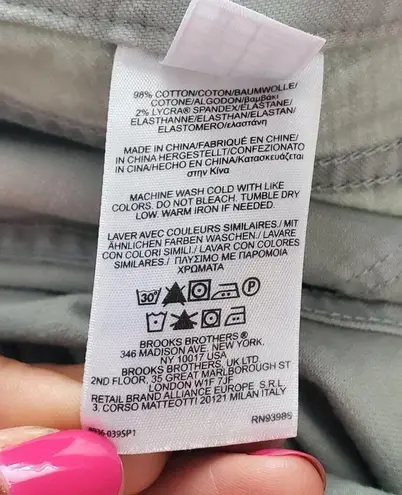 98% COTTON/COTON/BAUMWOLLE/
COTONE/ALGODON/βαμβάκι
2% LYCRA® SPANDEX/ELASTANE/
ELASTHANNE/ELASTHAN/ELASTAN/
ELASTOMERO/ελαστάνη
MADE IN CHINA/FABRIQUÉ EN CHINE/
IN CHINA HERGESTELLT/CONFEZIONATO
IN CINA/HECHO EN CHINA/Κατασκευάζεται
στην Κίνα
MACHINE WASH COLD WITH LIKE
COLORS. DO NOT BLEACH. TUMBLE DRY
LOW. WARM IRON IF NEEDED.
LAVER AVEC COULEURS SIMILAIRES./ MIT
ÄHNLICHEN FARBEN WASCHEN./ LAVARE
CON COLORI SIMILI./ LAVAR CON COLORES
SIMILARES./ ΠΛΥΣΙΜΟ ΜΕ ΠΑΡΟΜΟΙΑ
ΧΡΩΜΑΤΑ
30° P
BROOKS BROTHERS®
346 MADISON AVE. NEW YORK,
NY 10017 USA
BROOKS BROTHERS, UK LTD.
2ND FLOOR, 35 GREAT MARLBOROUGH ST
LONDON W1F 7JF
RETAIL BRAND ALLIANCE EUROPE S.R.L.
3. CORSO MATTEOTTI 20121 MILAN ITALY
RN93985